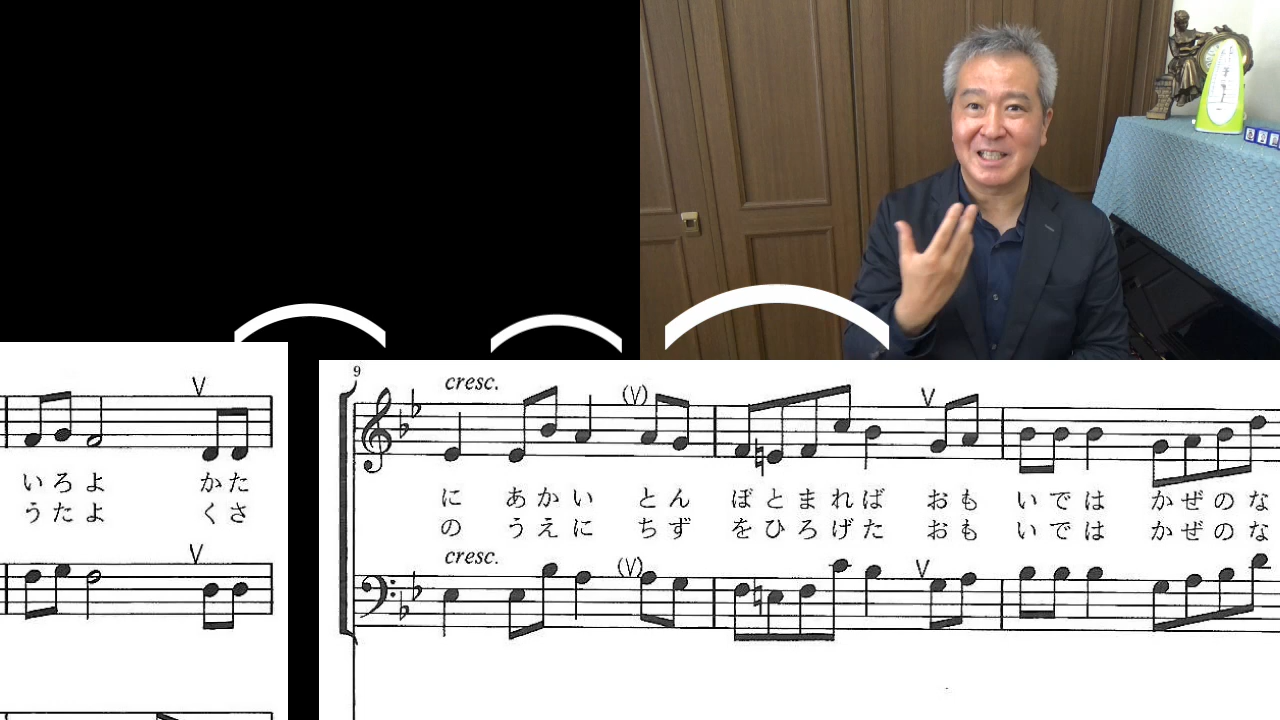 9
cresc.
いろよ かた
うたよ くさ
に あかい とん ぼとまれば おも いでは かぜのな
の うえに ちず をひろげた おも いでは かぜのな
cresc.